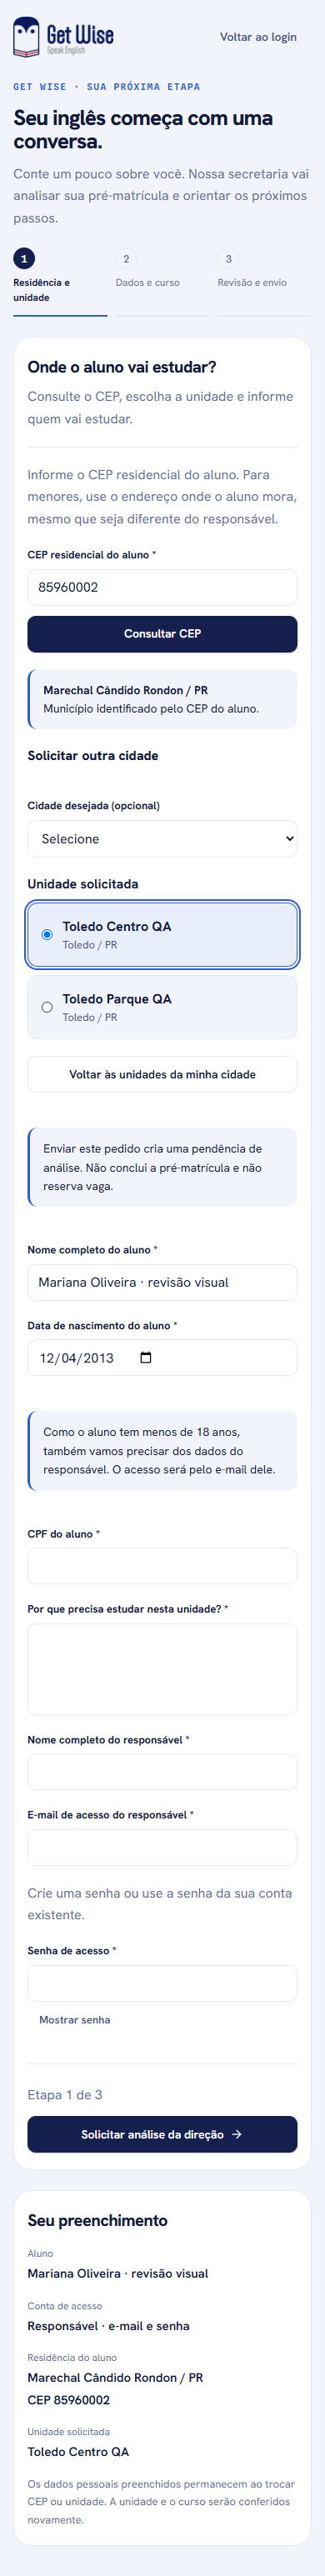 Get Wise
Speak English
Voltar ao login
GET WISE · SUA PRÓXIMA ETAPA
Seu inglês começa com uma
conversa.
Conte um pouco sobre você. Nossa secretaria vai
analisar sua pré-matrícula e orientar os próximos
passos.
1
Residência e
unidade
2
Dados e curso
3
Revisão e envio
Onde o aluno vai estudar?
Consulte o CEP, escolha a unidade e informe
quem vai estudar.
Informe o CEP residencial do aluno. Para
menores, use o endereço onde o aluno mora,
mesmo que seja diferente do responsável.
CEP residencial do aluno *
85960002
Consultar CEP
Marechal Cândido Rondon / PR
Município identificado pelo CEP do aluno.
Solicitar outra cidade
Cidade desejada (opcional)
Selecione
Unidade solicitada
Toledo Centro QA
Toledo / PR
Toledo Parque QA
Toledo / PR
Voltar às unidades da minha cidade
Enviar este pedido cria uma pendência de
análise. Não conclui a pré-matrícula e não
reserva vaga.
Nome completo do aluno *
Mariana Oliveira · revisão visual
Data de nascimento do aluno *
12/04/2013
Como o aluno tem menos de 18 anos,
também vamos precisar dos dados do
responsável. O acesso será pelo e-mail dele.
CPF do aluno *
Por que precisa estudar nesta unidade? *
Nome completo do responsável *
E-mail de acesso do responsável *
Crie uma senha ou use a senha da sua conta
existente.
Senha de acesso *
Mostrar senha
Etapa 1 de 3
Solicitar análise da direção →
Seu preenchimento
Aluno
Mariana Oliveira · revisão visual
Conta de acesso
Responsável · e-mail e senha
Residência do aluno
Marechal Cândido Rondon / PR
CEP 85960002
Unidade solicitada
Toledo Centro QA
Os dados pessoais preenchidos permanecem ao trocar
CEP ou unidade. A unidade e o curso serão conferidos
novamente.